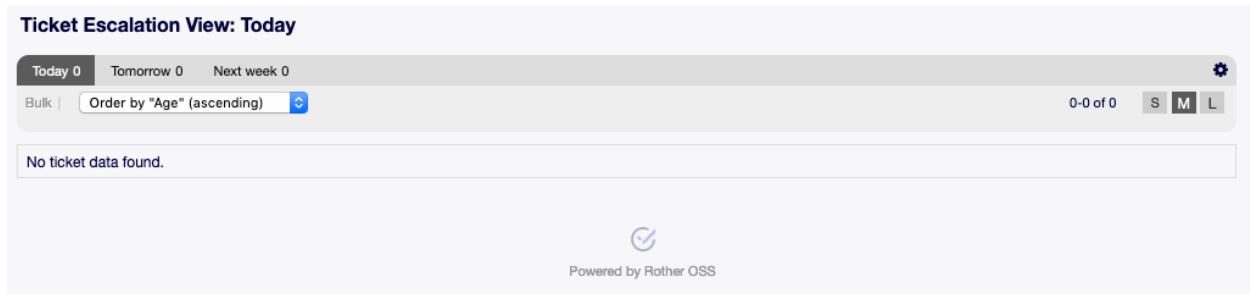 Ticket Escalation View: Today
Today 0 Tomorrow 0 Next week 0
Bulk | Order by "Age" (ascending) 0-0 of 0 S M L
No ticket data found.
Powered by Rother OSS